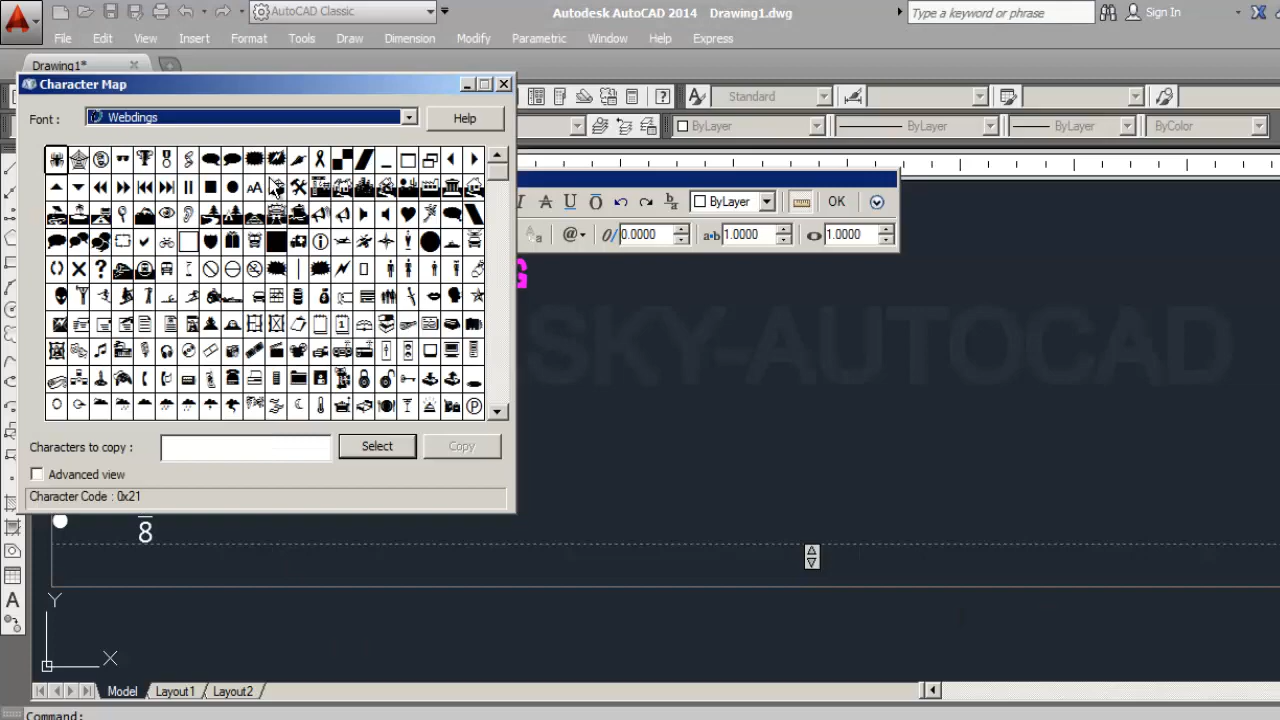 AutoCAD Classic
Autodesk AutoCAD 2014 Drawing1.dwg
Type a keyword or phrase
Sign In
File Edit View Insert Format Tools Draw Dimension Modify Parametric Window Help Express
Drawing1*
Character Map
Standard
Font :
Webdings
Help
ByLayer
ByLayer
ByLayer
ByColor
ByLayer
OK
@
0/
0.0000
a·b
1.0000
1.0000
G
SKY-AUTOCAD
Characters to copy :
Select
Copy
Advanced view
Character Code : 0x21
8
A
Y
X
Model Layout1 Layout2
Command: